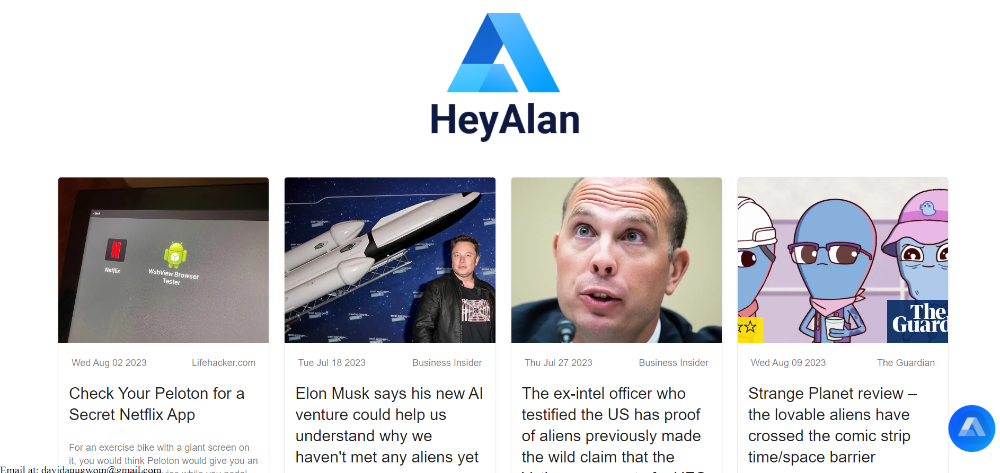 HeyAlan
Back
Netflix
WebView Browser
Tester
axel springer
The
Guard
Wed Aug 02 2023
Lifehacker.com
Check Your Peloton for a
Secret Netflix App
For an exercise bike with a giant screen on
it, you would think Peloton would give you an
Tue Jul 18 2023
Business Insider
Elon Musk says his new AI
venture could help us
understand why we
haven't met any aliens yet
Thu Jul 27 2023
Business Insider
The ex-intel officer who
testified the US has proof
of aliens previously made
the wild claim that the
Wed Aug 09 2023
The Guardian
Strange Planet review –
the lovable aliens have
crossed the comic strip
time/space barrier
Email at: